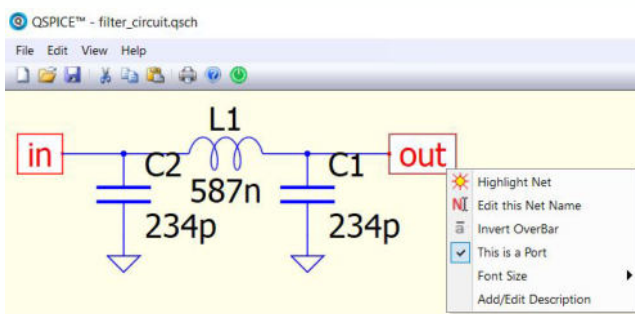 QSPICE™ - filter_circuit.qsch
File Edit View Help
L1
in
C2
C1
out
587n
234p
234p
Highlight Net
Edit this Net Name
Invert OverBar
This is a Port
Font Size
Add/Edit Description